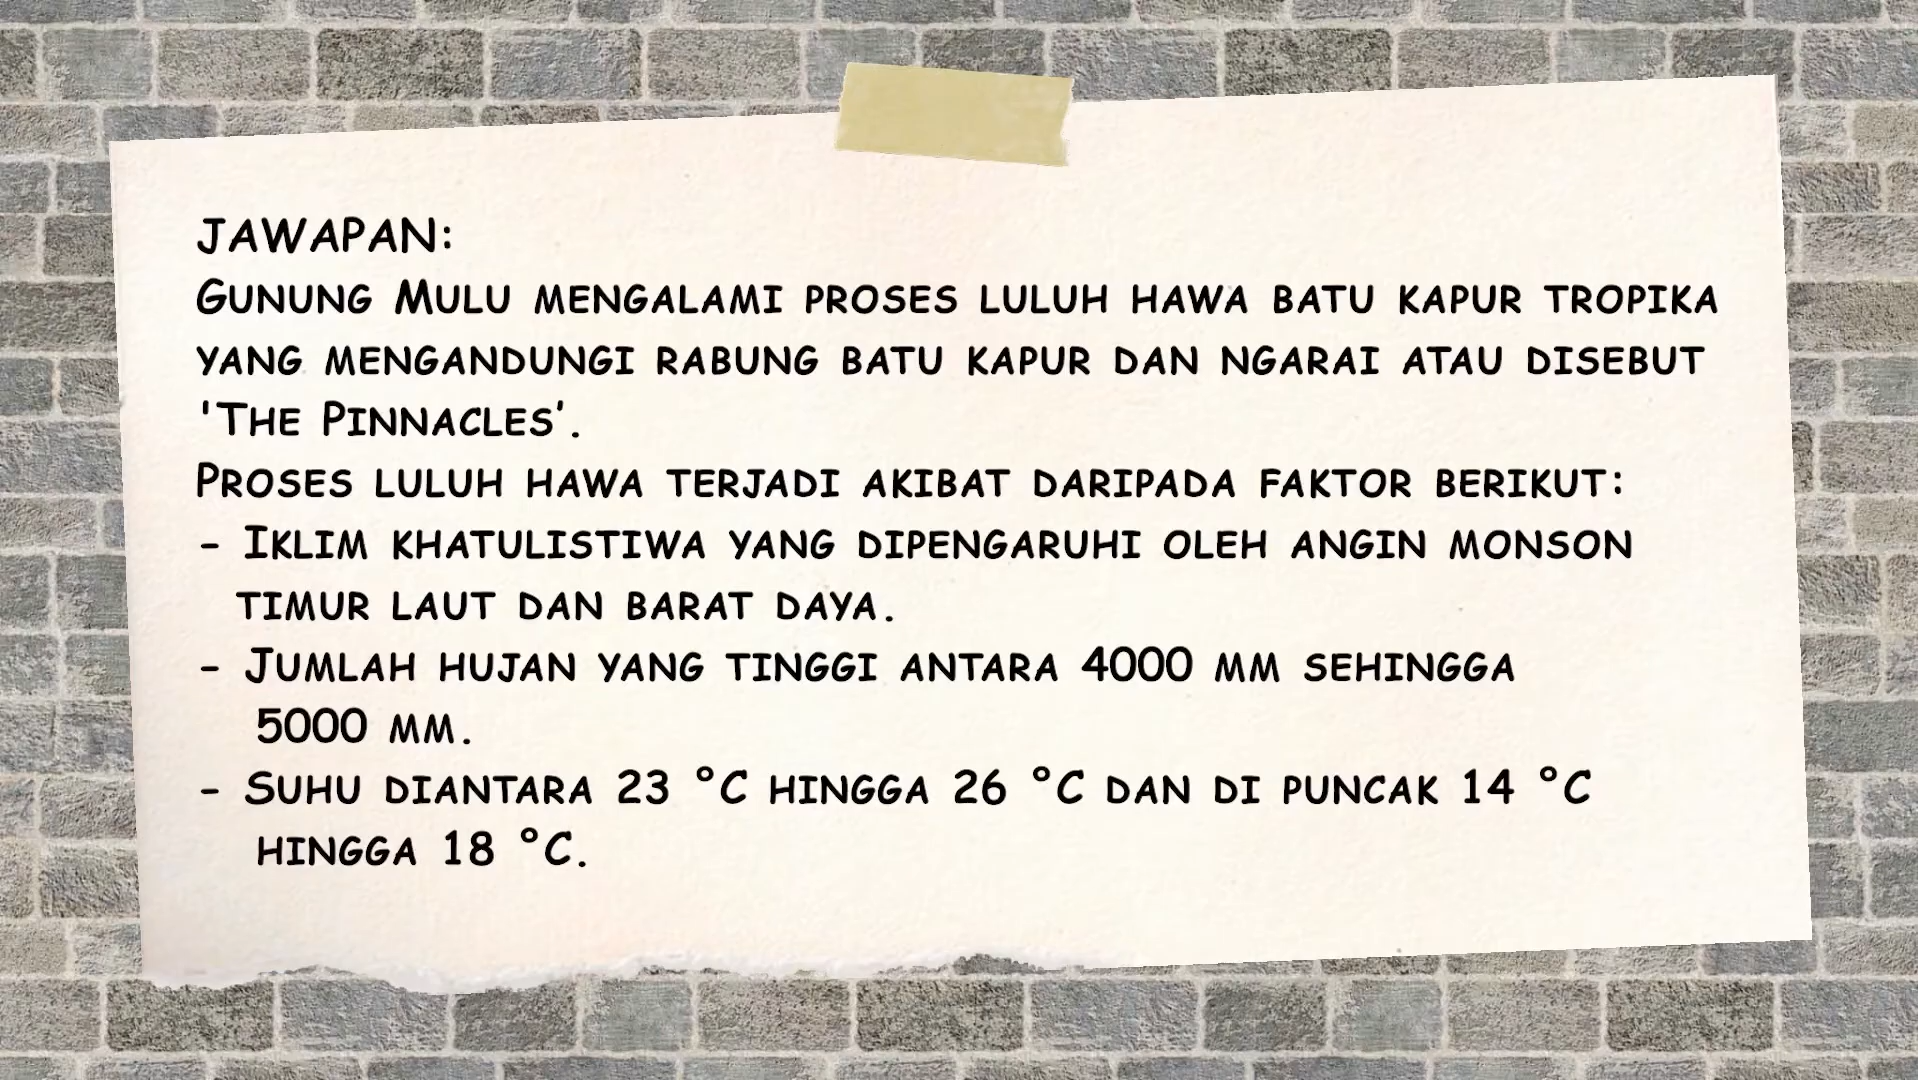 JAWAPAN:
Gunung Mulu mengalami proses luluh hawa batu kapur tropika
yang mengandungi rabung batu kapur dan ngarai atau disebut
'The Pinnacles’.
Proses luluh hawa terjadi akibat daripada faktor berikut:
- Iklim khatulistiwa yang dipengaruhi oleh angin monson
timur laut dan barat daya.
- Jumlah hujan yang tinggi antara 4000 mm sehingga
5000 mm.
- Suhu diantara 23 °C hingga 26 °C dan di puncak 14 °C
hingga 18 °C.